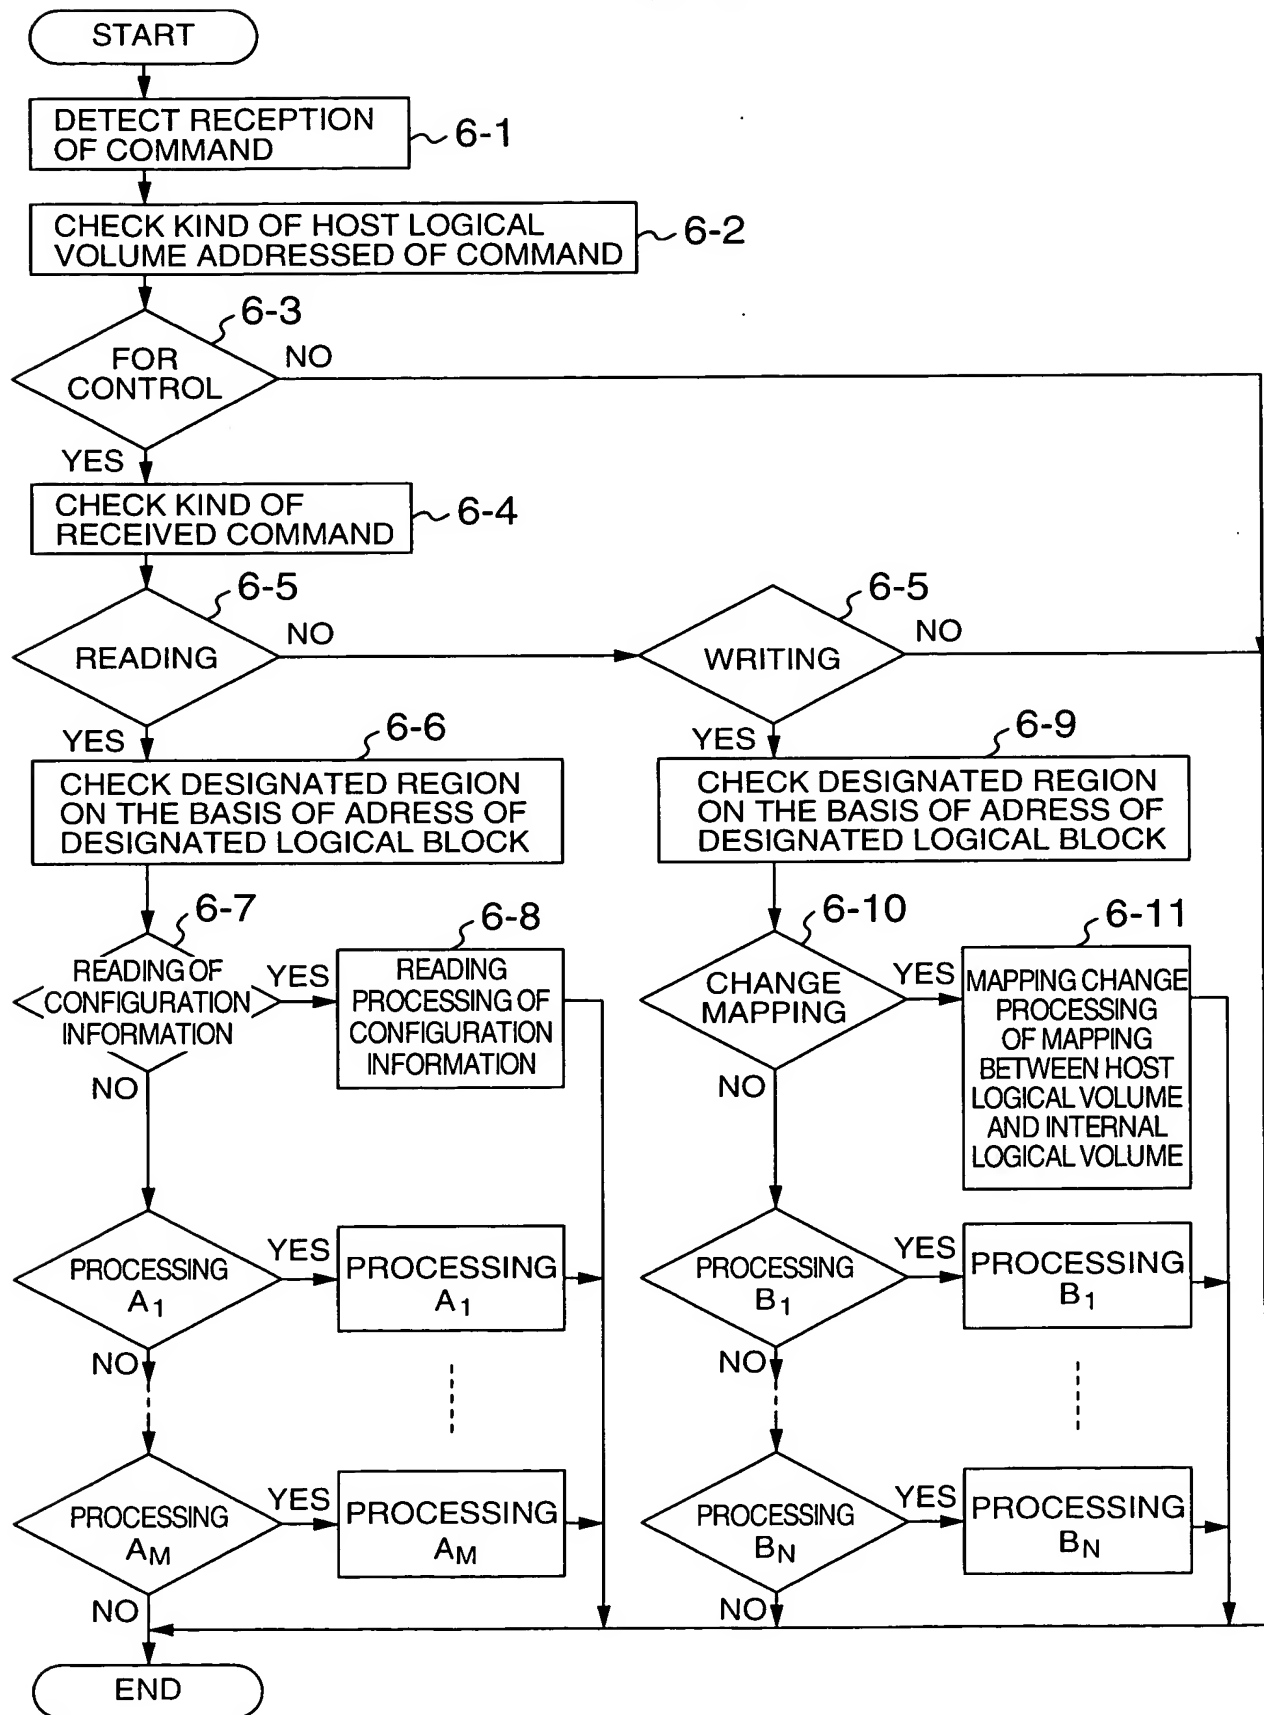 START
DETECT RECEPTION
OF COMMAND
6-1
CHECK KIND OF HOST LOGICAL
VOLUME ADDRESSED OF COMMAND
6-2
6-3
FOR
CONTROL
NO
YES
CHECK KIND OF
RECEIVED COMMAND
6-4
6-5
READING
NO
6-5
WRITING
NO
YES
6-6
CHECK DESIGNATED REGION
ON THE BASIS OF ADRESS OF
DESIGNATED LOGICAL BLOCK
YES
6-9
CHECK DESIGNATED REGION
ON THE BASIS OF ADRESS OF
DESIGNATED LOGICAL BLOCK
6-7
READING OF
CONFIGURATION
INFORMATION
YES
NO
6-8
READING
PROCESSING OF
CONFIGURATION
INFORMATION
6-10
CHANGE
MAPPING
YES
NO
6-11
MAPPING CHANGE
PROCESSING
OF MAPPING
BETWEEN HOST
LOGICAL VOLUME
AND INTERNAL
LOGICAL VOLUME
PROCESSING
A1
YES
NO
PROCESSING
A1
PROCESSING
B1
YES
NO
PROCESSING
B1
PROCESSING
AM
YES
NO
PROCESSING
AM
PROCESSING
BN
YES
NO
PROCESSING
BN
END